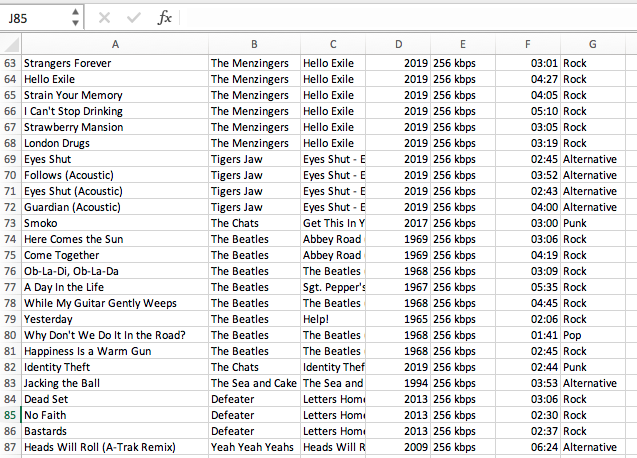 J85 fx
A B C D E F G
63 Strangers Forever The Menzingers Hello Exile 2019 256 kbps 03:01 Rock
64 Hello Exile The Menzingers Hello Exile 2019 256 kbps 04:27 Rock
65 Strain Your Memory The Menzingers Hello Exile 2019 256 kbps 04:05 Rock
66 I Can't Stop Drinking The Menzingers Hello Exile 2019 256 kbps 05:10 Rock
67 Strawberry Mansion The Menzingers Hello Exile 2019 256 kbps 03:05 Rock
68 London Drugs The Menzingers Hello Exile 2019 256 kbps 03:19 Rock
69 Eyes Shut Tigers Jaw Eyes Shut - E 2019 256 kbps 02:45 Alternative
70 Follows (Acoustic) Tigers Jaw Eyes Shut - E 2019 256 kbps 03:52 Alternative
71 Eyes Shut (Acoustic) Tigers Jaw Eyes Shut - E 2019 256 kbps 02:43 Alternative
72 Guardian (Acoustic) Tigers Jaw Eyes Shut - E 2019 256 kbps 04:00 Alternative
73 Smoko The Chats Get This In Y 2017 256 kbps 03:00 Punk
74 Here Comes the Sun The Beatles Abbey Road 1969 256 kbps 03:06 Rock
75 Come Together The Beatles Abbey Road 1969 256 kbps 04:19 Rock
76 Ob-La-Di, Ob-La-Da The Beatles The Beatles 1968 256 kbps 03:09 Rock
77 A Day In the Life The Beatles Sgt. Pepper's 1967 256 kbps 05:35 Rock
78 While My Guitar Gently Weeps The Beatles The Beatles 1968 256 kbps 04:45 Rock
79 Yesterday The Beatles Help! 1965 256 kbps 02:06 Rock
80 Why Don't We Do It In the Road? The Beatles The Beatles 1968 256 kbps 01:41 Pop
81 Happiness Is a Warm Gun The Beatles The Beatles 1968 256 kbps 02:45 Rock
82 Identity Theft The Chats Identity Thef 2019 256 kbps 02:44 Punk
83 Jacking the Ball The Sea and Cake The Sea and 1994 256 kbps 03:53 Alternative
84 Dead Set Defeater Letters Home 2013 256 kbps 03:06 Rock
85 No Faith Defeater Letters Home 2013 256 kbps 02:30 Rock
86 Bastards Defeater Letters Home 2013 256 kbps 02:37 Rock
87 Heads Will Roll (A-Trak Remix) Yeah Yeah Yeahs Heads Will R 2009 256 kbps 06:24 Alternative